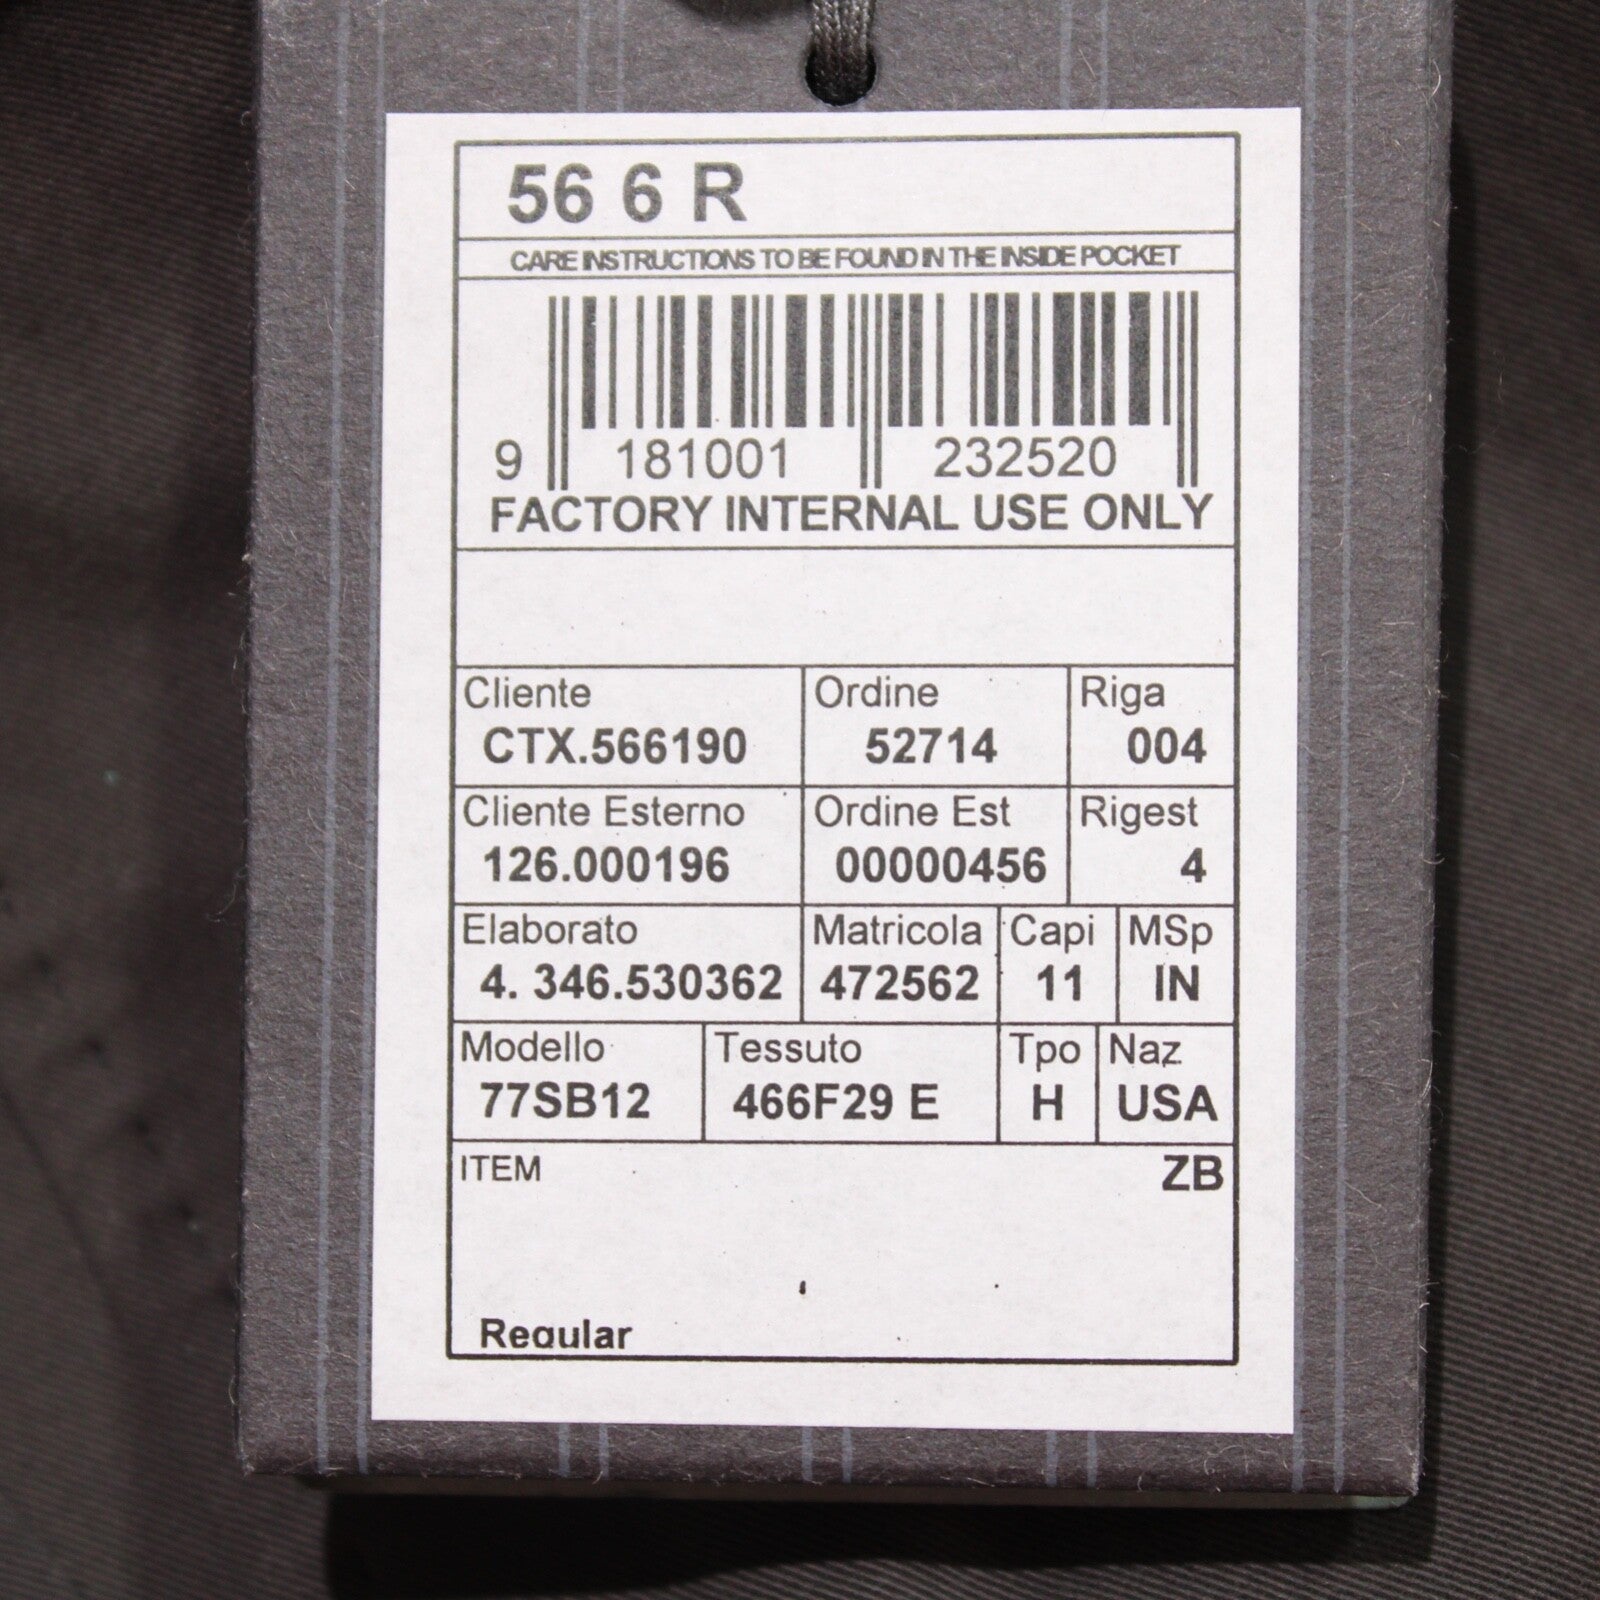 56 6 R
CARE INSTRUCTIONS TO BE FOUND IN THE INSIDE POCKET
9 181001 232520
FACTORY INTERNAL USE ONLY
Cliente Ordine Riga
CTX.566190 52714 004
Cliente Esterno Ordine Est Rigest
126.000196 00000456 4
Elaborato Matricola Capi MSp
4. 346.530362 472562 11 IN
Modello Tessuto Tpo Naz
77SB12 466F29 E H USA
ITEM ZB
Regular